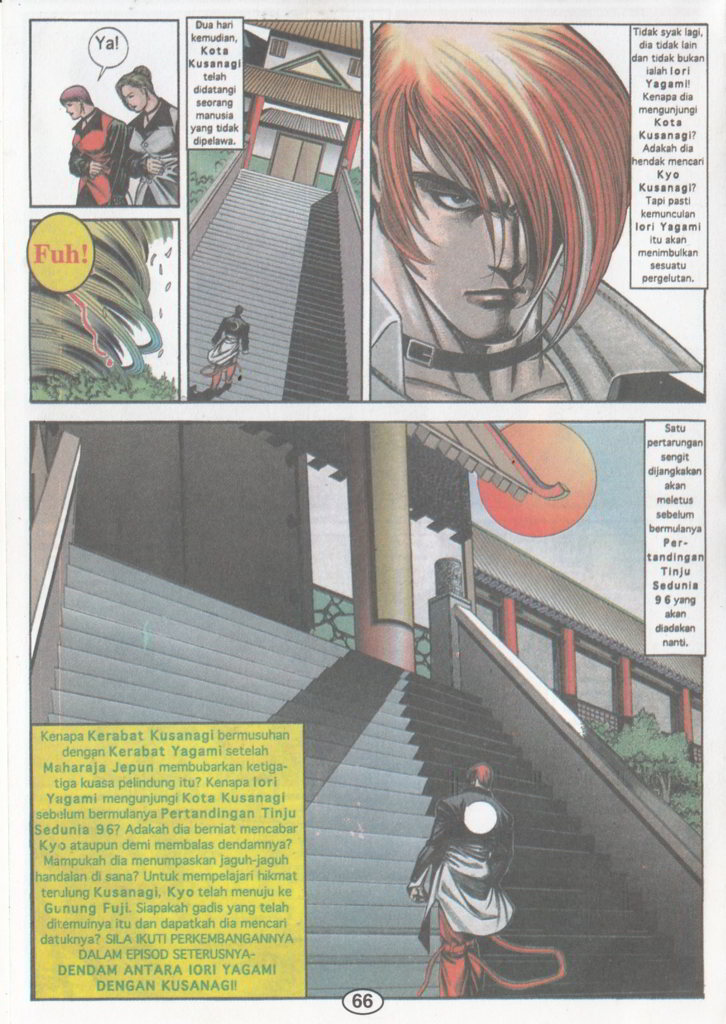 Ya!
Dua hari
kemudian,
Kota
Kusanagi
telah
didatangi
seorang
manusia
yang tidak
dipelawa.
Tidak syak lagi,
dia tidak lain
dan tidak bukan
ialah Iori
Yagami!
Kenapa dia
mengunjungi
Kota
Kusanagi?
Adakah dia
hendak mencari
Kyo
Kusanagi?
Tapi pasti
kemunculan
Iori Yagami
itu akan
menimbulkan
sesuatu
pergelutan.
Fuh!
Satu
pertarungan
sengit
dijangkakan
akan
meletus
sebelum
bermulanya
Per-
tandingan
Tinju
Sedunia
96 yang
akan
diadakan
nanti.
Kenapa Kerabat Kusanagi bermusuhan
dengan Kerabat Yagami setelah
Maharaja Jepun membubarkan ketiga-
tiga kuasa pelindung itu? Kenapa Iori
Yagami mengunjungi Kota Kusanagi
sebelum bermulanya Pertandingan Tinju
Sedunia 96? Adakah dia berniat mencabar
Kyo ataupun demi membalas dendamnya?
Mampukah dia menumpaskan jaguh-jaguh
handalan di sana? Untuk mempelajari hikmat
terulung Kusanagi, Kyo telah menuju ke
Gunung Fuji. Siapakah gadis yang telah
ditemuinya itu dan dapatkah dia mencari
datuknya? SILA IKUTI PERKEMBANGANNYA
DALAM EPISOD SETERUSNYA-
DENDAM ANTARA IORI YAGAMI
DENGAN KUSANAGI!
66